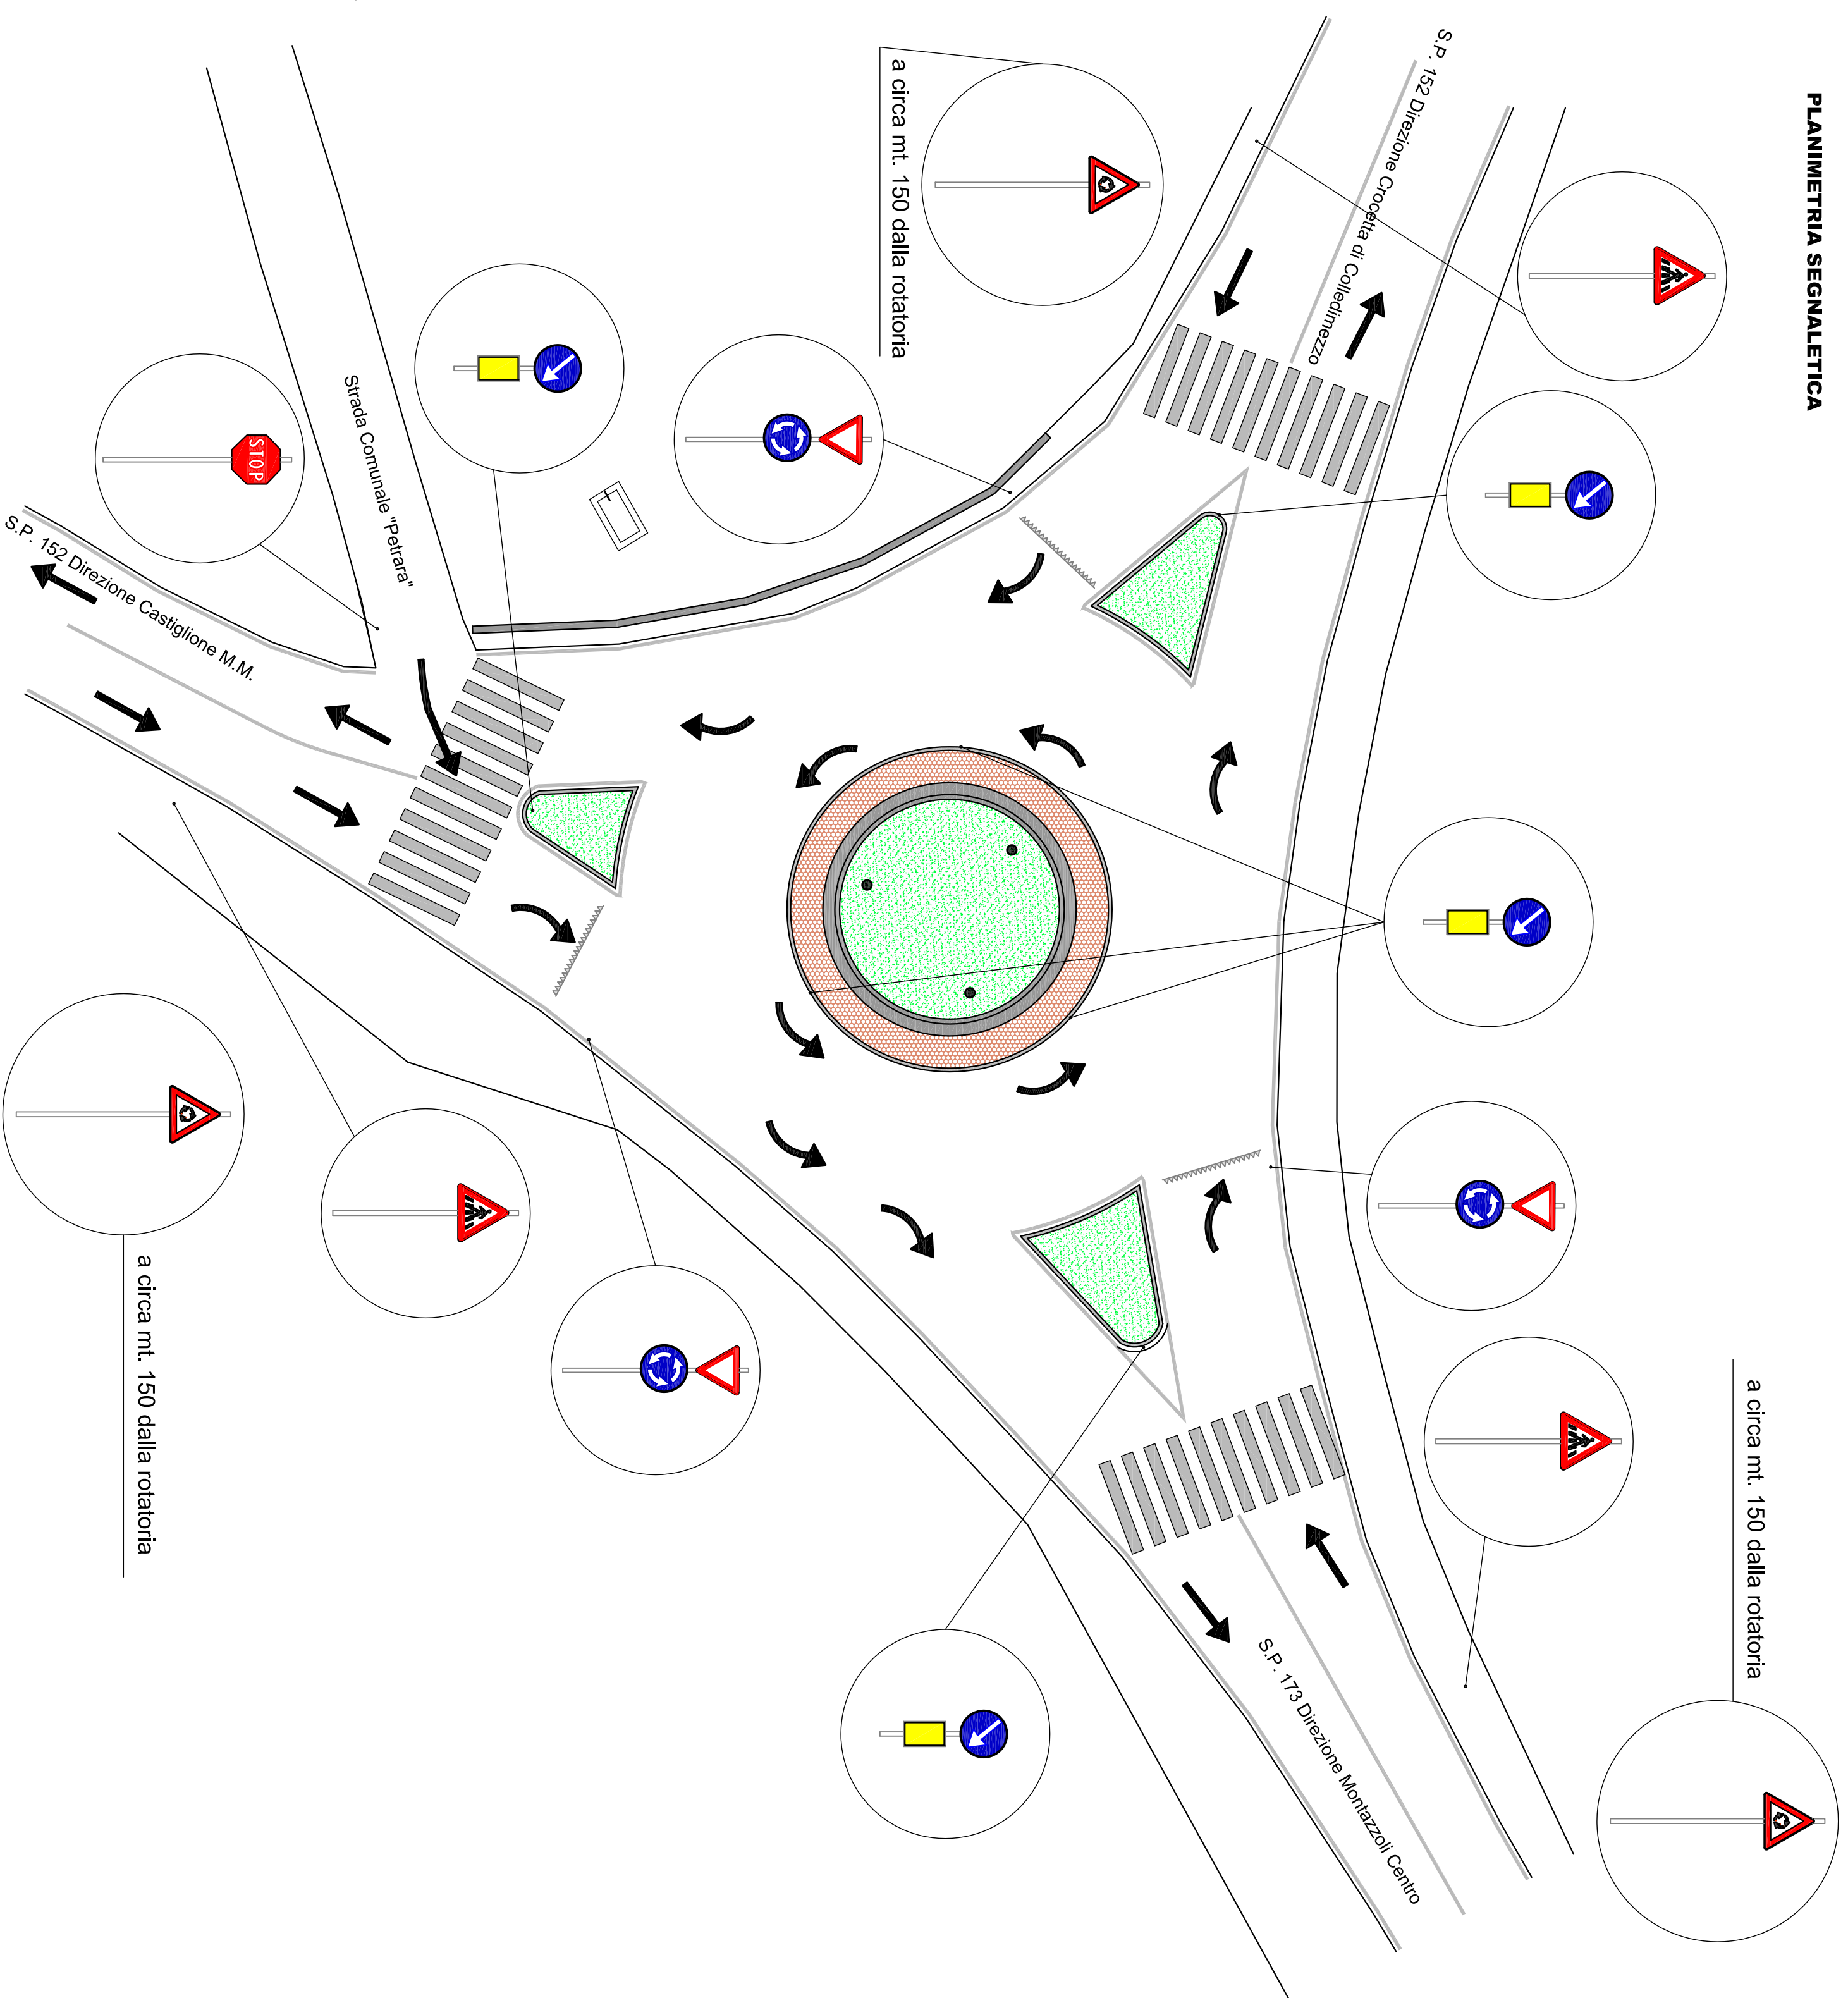 PLANIMETRIA SEGNALETICA
S.P. 152 Direzione Crocetta di Colledimezzo
a circa mt. 150 dalla rotatoria
Strada Comunale "Petrara"
STOP
S.P. 152 Direzione Castiglione M.M.
a circa mt. 150 dalla rotatoria
a circa mt. 150 dalla rotatoria
S.P. 173 Direzione Montazzoli Centro